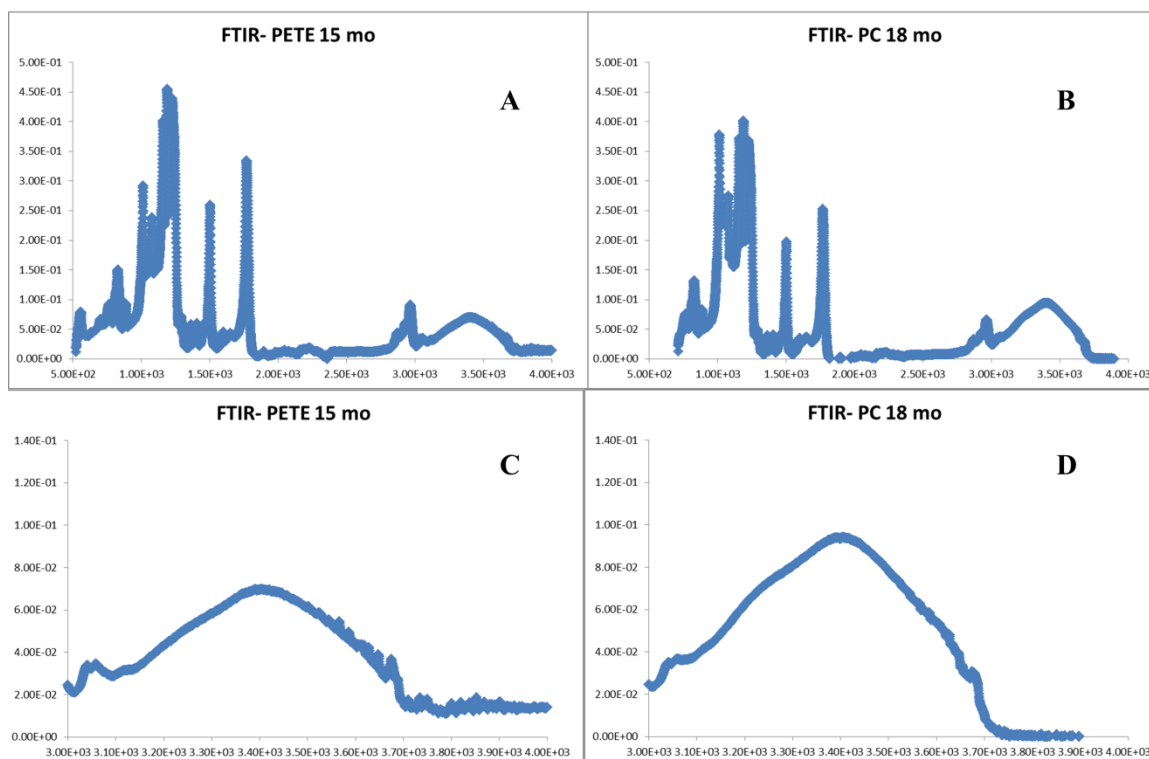 FTIR- PETE 15 mo
A
5.00E-01
4.50E-01
4.00E-01
3.50E-01
3.00E-01
2.50E-01
2.00E-01
1.50E-01
1.00E-01
5.00E-02
0.00E+00
5.00E+02 1.00E+03 1.50E+03 2.00E+03 2.50E+03 3.00E+03 3.50E+03 4.00E+03
FTIR- PC 18 mo
B
5.00E-01
4.50E-01
4.00E-01
3.50E-01
3.00E-01
2.50E-01
2.00E-01
1.50E-01
1.00E-01
5.00E-02
0.00E+00
5.00E+02 1.00E+03 1.50E+03 2.00E+03 2.50E+03 3.00E+03 3.50E+03 4.00E+03
FTIR- PETE 15 mo
C
1.40E-01
1.20E-01
1.00E-01
8.00E-02
6.00E-02
4.00E-02
2.00E-02
0.00E+00
3.00E+03 3.10E+03 3.20E+03 3.30E+03 3.40E+03 3.50E+03 3.60E+03 3.70E+03 3.80E+03 3.90E+03 4.00E+03
FTIR- PC 18 mo
D
1.40E-01
1.20E-01
1.00E-01
8.00E-02
6.00E-02
4.00E-02
2.00E-02
0.00E+00
3.00E+03 3.10E+03 3.20E+03 3.30E+03 3.40E+03 3.50E+03 3.60E+03 3.70E+03 3.80E+03 3.90E+03 4.00E+03